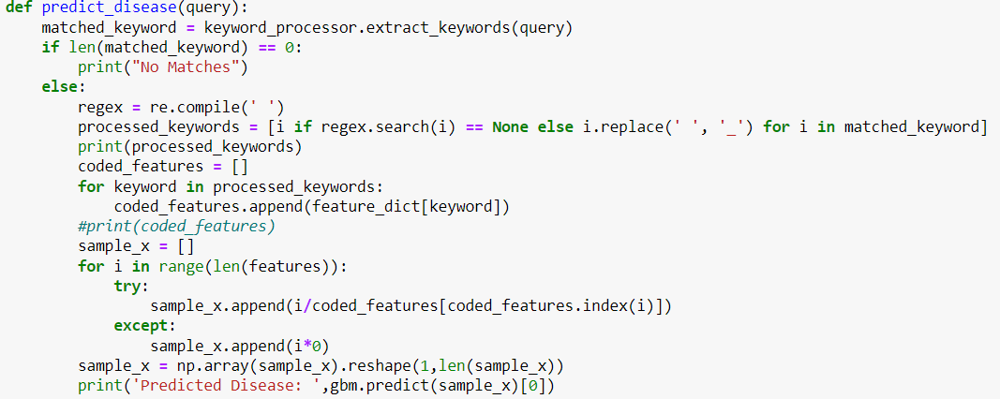 def predict_disease(query):
    matched_keyword = keyword_processor.extract_keywords(query)
    if len(matched_keyword) == 0:
        print("No Matches")
    else:
        regex = re.compile(' ')
        processed_keywords = [i if regex.search(i) == None else i.replace(' ', '_') for i in matched_keyword]
        print(processed_keywords)
        coded_features = []
        for keyword in processed_keywords:
            coded_features.append(feature_dict[keyword])
        #print(coded_features)
        sample_x = []
        for i in range(len(features)):
            try:
                sample_x.append(i/coded_features[coded_features.index(i)])
            except:
                sample_x.append(i*0)
        sample_x = np.array(sample_x).reshape(1,len(sample_x))
        print('Predicted Disease: ',gbm.predict(sample_x)[0])